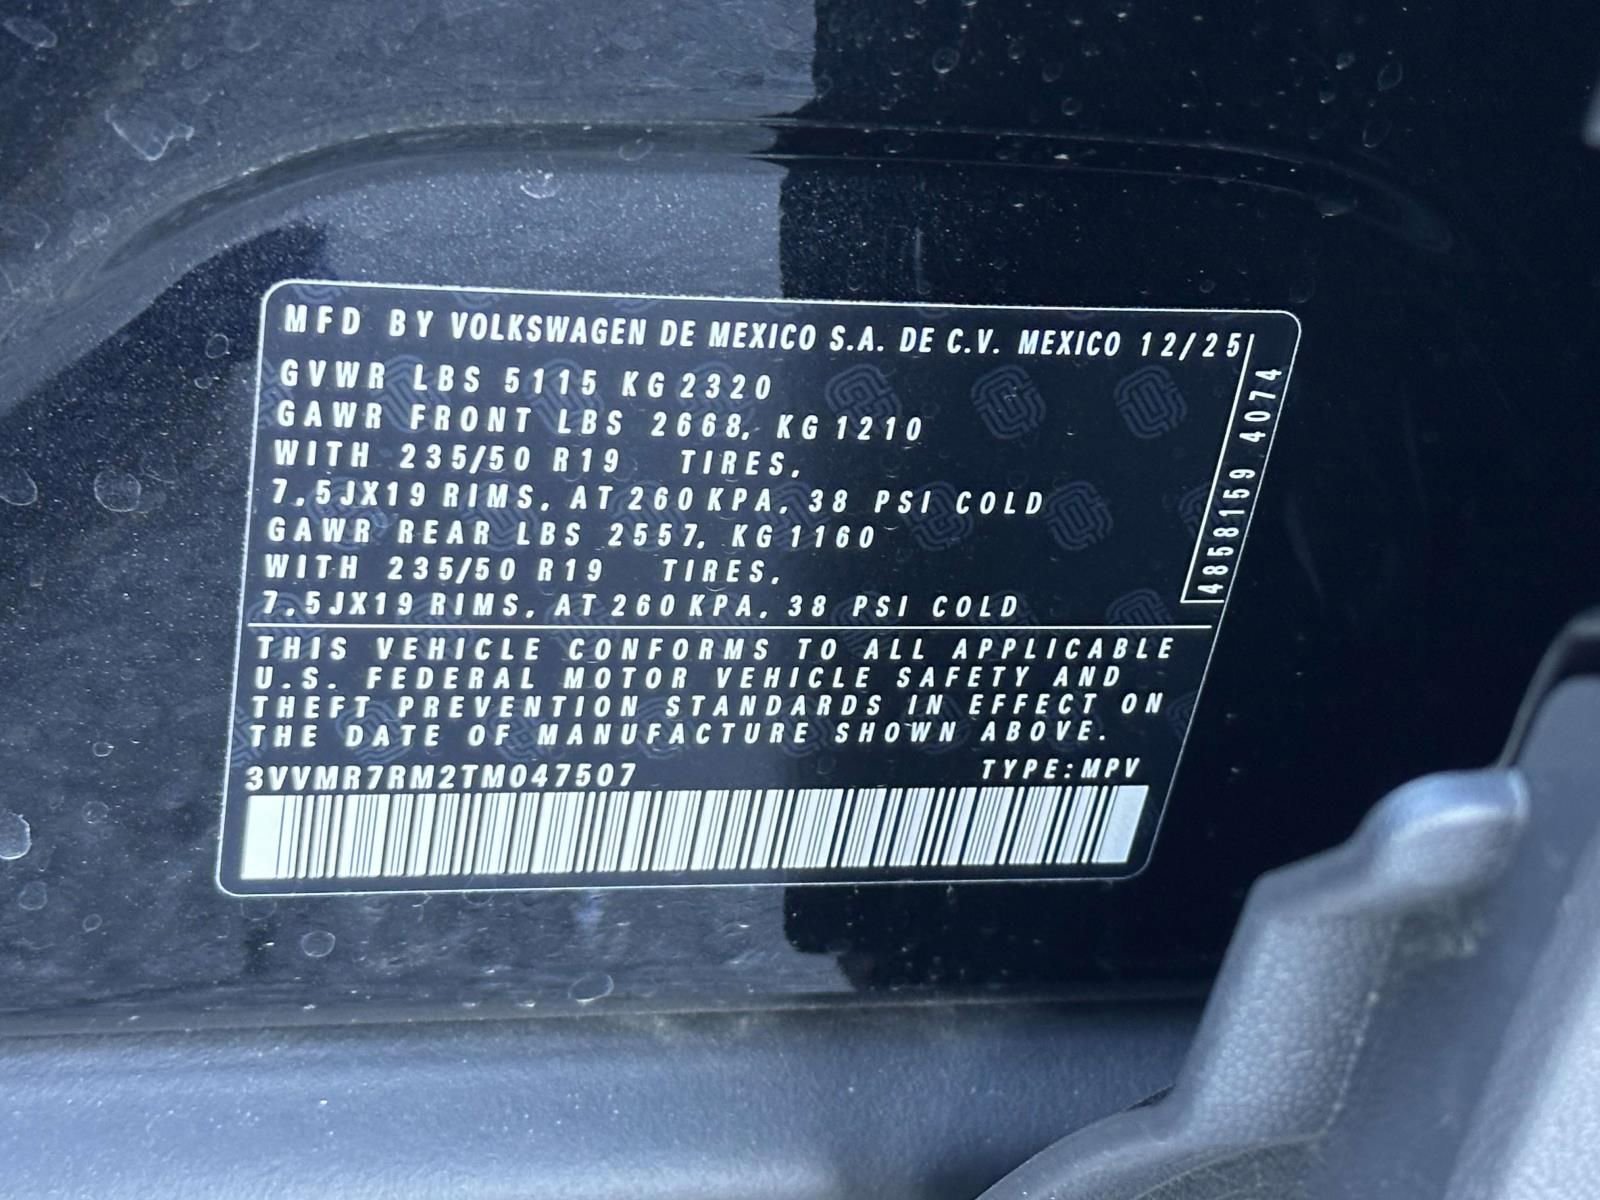 MFD BY VOLKSWAGEN DE MEXICO S.A. DE C.V. MEXICO 12/25
GVWR LBS 5115 KG 2320
GAWR FRONT LBS 2668, KG 1210
WITH 235/50 R19 TIRES,
7,5JX19 RIMS, AT 260 KPA, 38 PSI COLD
GAWR REAR LBS 2557, KG 1160
WITH 235/50 R19 TIRES,
7,5JX19 RIMS, AT 260 KPA, 38 PSI COLD
4858159 4074
THIS VEHICLE CONFORMS TO ALL APPLICABLE
U.S. FEDERAL MOTOR VEHICLE SAFETY AND
THEFT PREVENTION STANDARDS IN EFFECT ON
THE DATE OF MANUFACTURE SHOWN ABOVE.
3VVMR7RM2TM047507 TYPE:MPV